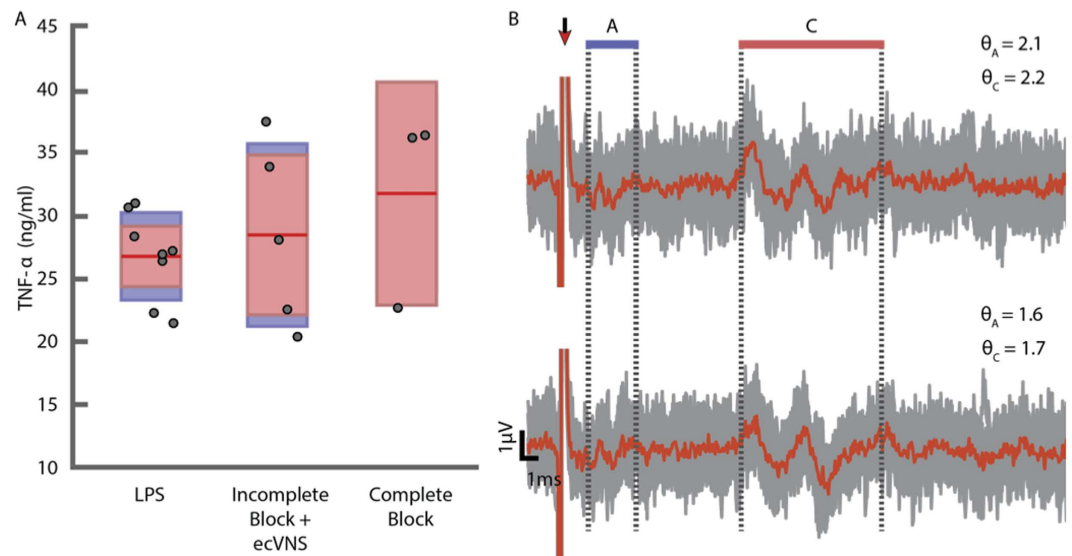 A
45
40
35
30
25
20
15
10
TNF-α (ng/ml)
LPS
Incomplete
Block +
ecVNS
Complete
Block
B
A
C
θA = 2.1
θC = 2.2
θA = 1.6
θC = 1.7
1μV
1ms